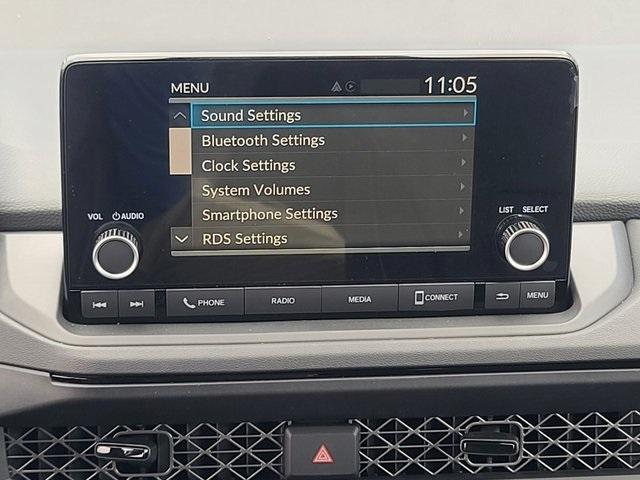 MENU 11:05
Sound Settings
Bluetooth Settings
Clock Settings
System Volumes
Smartphone Settings
RDS Settings
VOL AUDIO
LIST SELECT
PHONE RADIO MEDIA CONNECT MENU